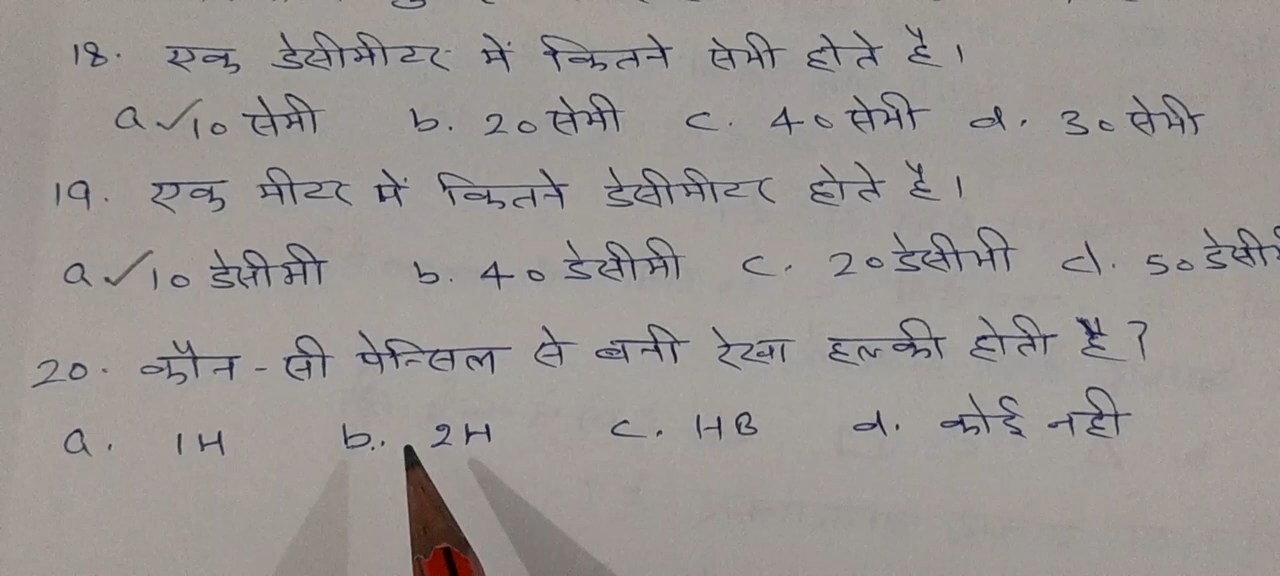 18. एक डेसीमीटर में कितने सेमी होते है।
a. ✓10 सेमी b. 20 सेमी c. 40 सेमी d. 30 सेमी
19. एक मीटर में कितने डेसीमीटर होते है।
a ✓10 डेसीमी b. 40 डेसीमी c. 20 डेसीमी d. 50 डेसीमी
20. कौन-सी पेन्सिल से बनी रेखा हल्की होती है?
a. 1H b. 2H c. HB d. कोई नही